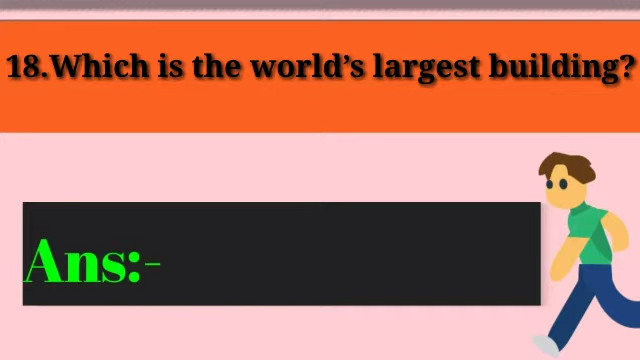 18.Which is the world’s largest building?
Ans:-